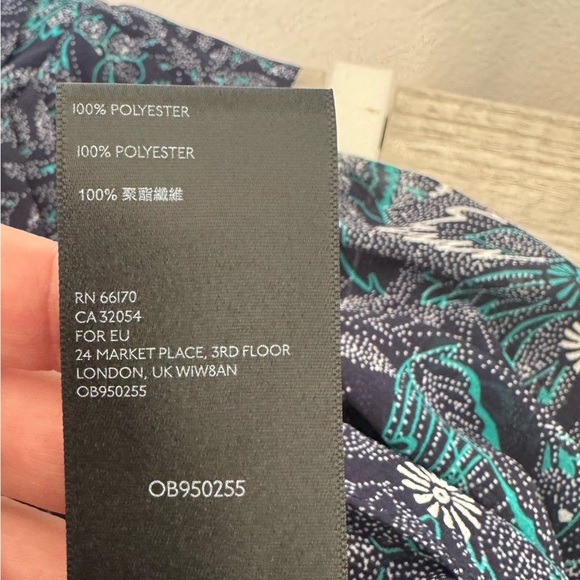 100% POLYESTER
100% POLYESTER
100% 聚酯纖維
RN 66170
CA 32054
FOR EU
24 MARKET PLACE, 3RD FLOOR
LONDON, UK WIW8AN
OB950255
OB950255